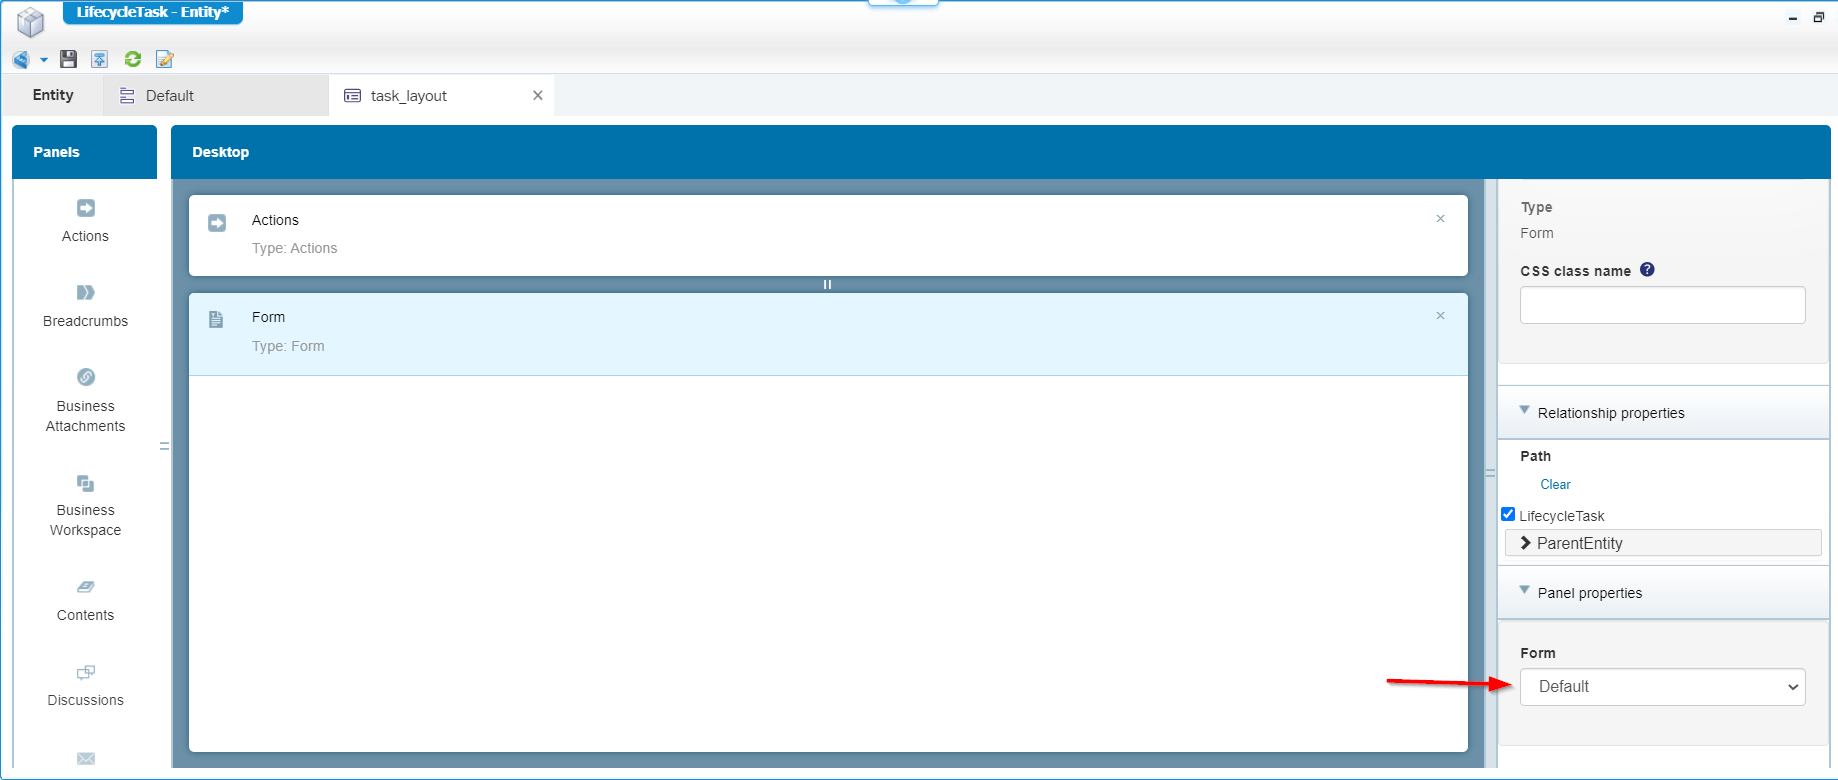 LifecycleTask - Entity*
Entity
Default
task_layout
Panels
Desktop
Actions
Breadcrumbs
Business
Attachments
Business
Workspace
Contents
Discussions
Actions
Type: Actions
Form
Type: Form
Type
Form
CSS class name
Relationship properties
Path
Clear
LifecycleTask
ParentEntity
Panel properties
Form
Default